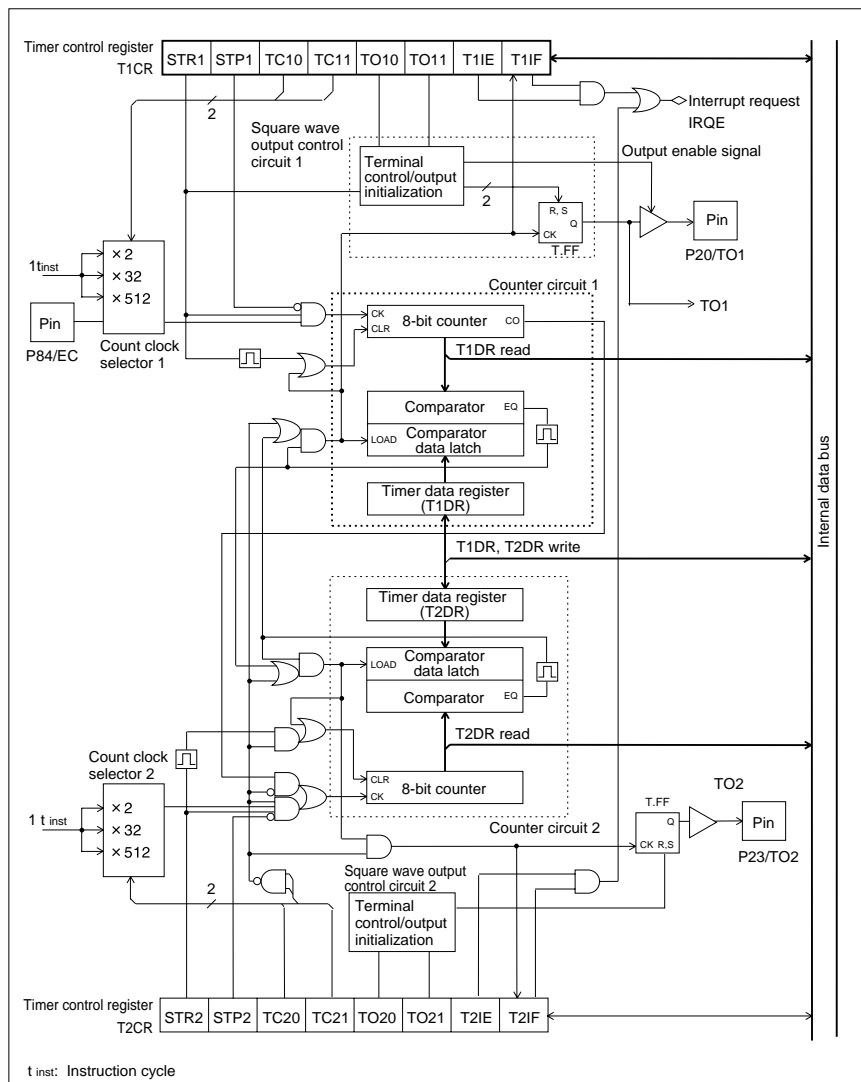 Timer control register
T1CR
STR1 STP1 TC10 TC11 TO10 TO11 T1IE T1IF
2
Interrupt request
IRQE
Square wave
output control
circuit 1
Terminal
control/output
initialization
Output enable signal
2
R, S
Q
CK
T.FF
Pin
P20/TO1
TO1
1tinst
× 2
× 32
× 512
Pin
P84/EC
Count clock
selector 1
Counter circuit 1
CK
CLR
8-bit counter
CO
T1DR read
Comparator
EQ
LOAD
Comparator
data latch
Timer data register
(T1DR)
T1DR, T2DR write
Internal data bus
Timer data register
(T2DR)
LOAD
Comparator
data latch
Comparator
EQ
T2DR read
CLR
CK
8-bit counter
Count clock
selector 2
1 t inst
× 2
× 32
× 512
Counter circuit 2
T.FF
Q
CK R,S
TO2
Pin
P23/TO2
2
Square wave output
control circuit 2
Terminal
control/output
initialization
Timer control register
T2CR
STR2 STP2 TC20 TC21 TO20 TO21 T2IE T2IF
t inst: Instruction cycle